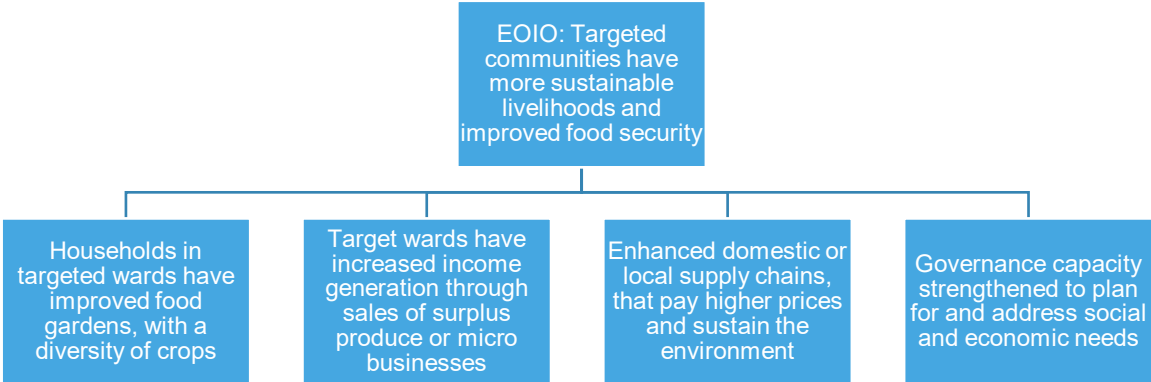 EOIO: Targeted
communities have
more sustainable
livelihoods and
improved food security
Households in
targeted wards have
improved food
gardens, with a
diversity of crops
Target wards have
increased income
generation through
sales of surplus
produce or micro
businesses
Enhanced domestic or
local supply chains,
that pay higher prices
and sustain the
environment
Governance capacity
strengthened to plan
for and address social
and economic needs